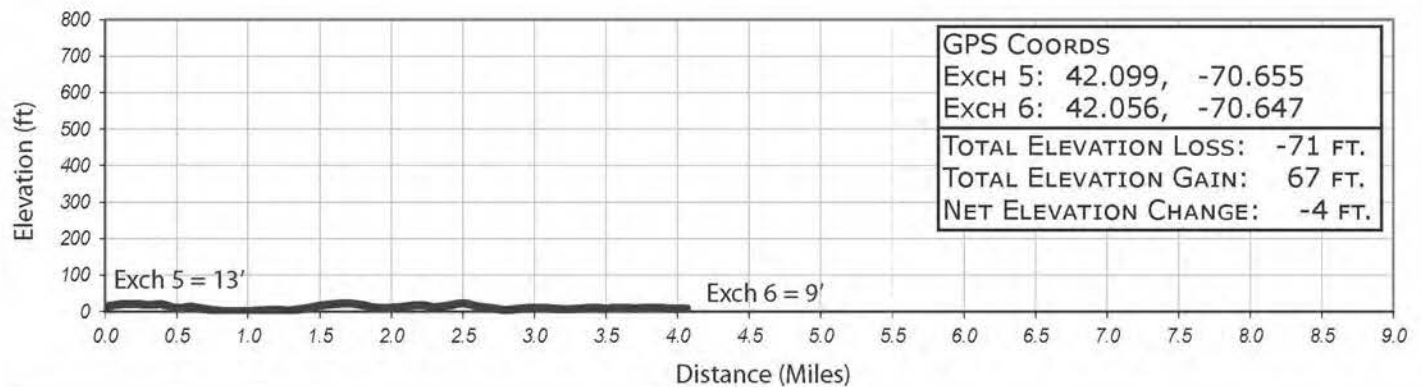 800
700
600
500
400
300
200
100
0
Elevation (ft)
GPS COORDS
EXCH 5: 42.099, -70.655
EXCH 6: 42.056, -70.647
TOTAL ELEVATION LOSS: -71 FT.
TOTAL ELEVATION GAIN: 67 FT.
NET ELEVATION CHANGE: -4 FT.
Exch 5 = 13'
Exch 6 = 9'
0.0 0.5 1.0 1.5 2.0 2.5 3.0 3.5 4.0 4.5 5.0 5.5 6.0 6.5 7.0 7.5 8.0 8.5 9.0
Distance (Miles)